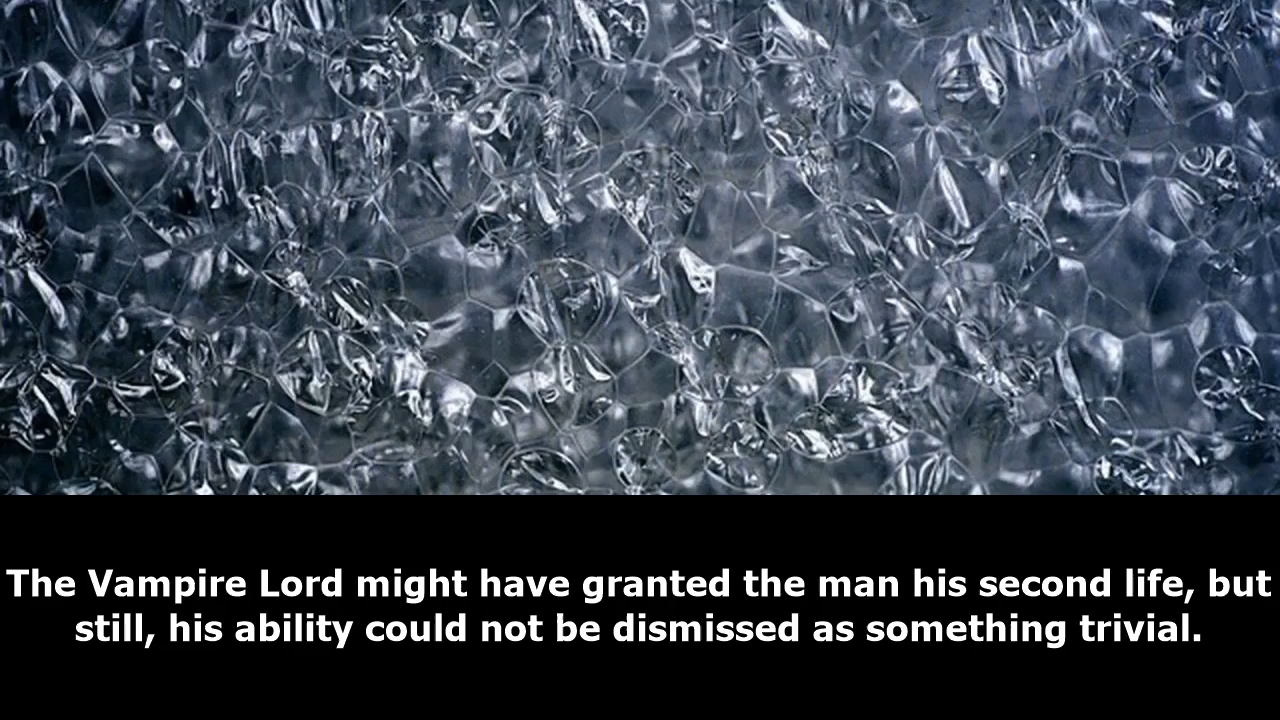 The Vampire Lord might have granted the man his second life, but
still, his ability could not be dismissed as something trivial.